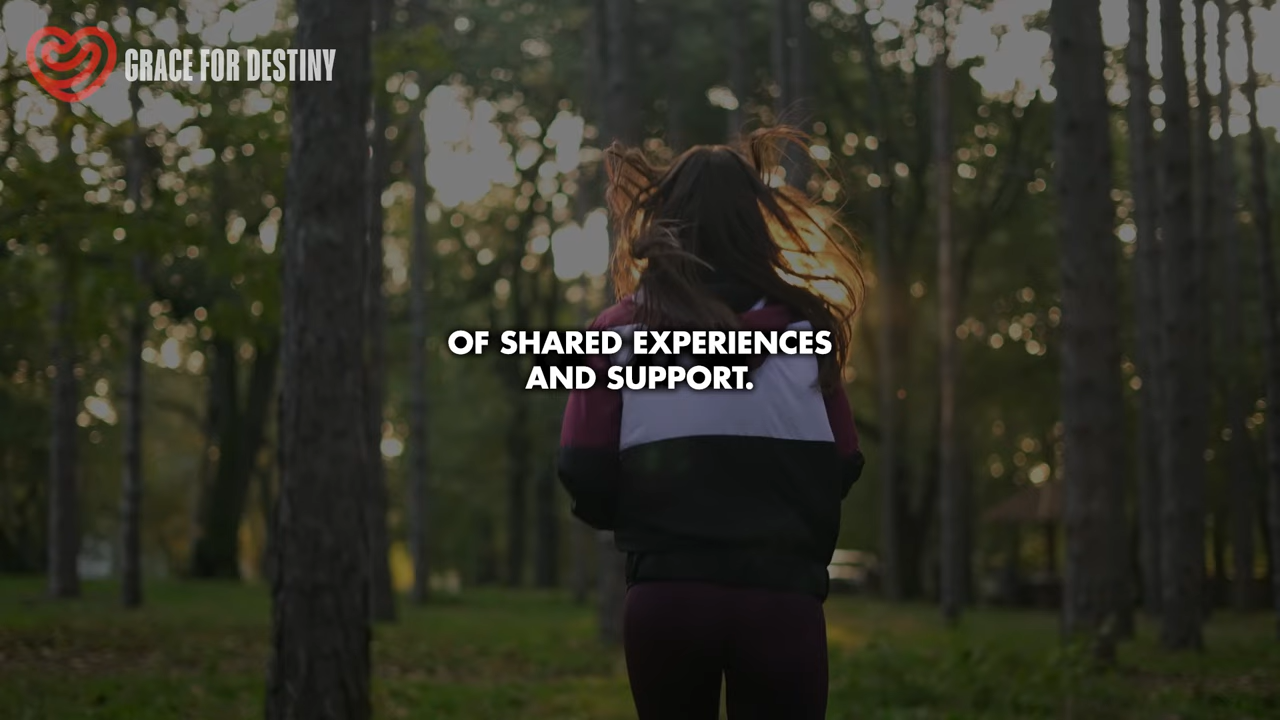 GRACE FOR DESTINY
OF SHARED EXPERIENCES
AND SUPPORT.